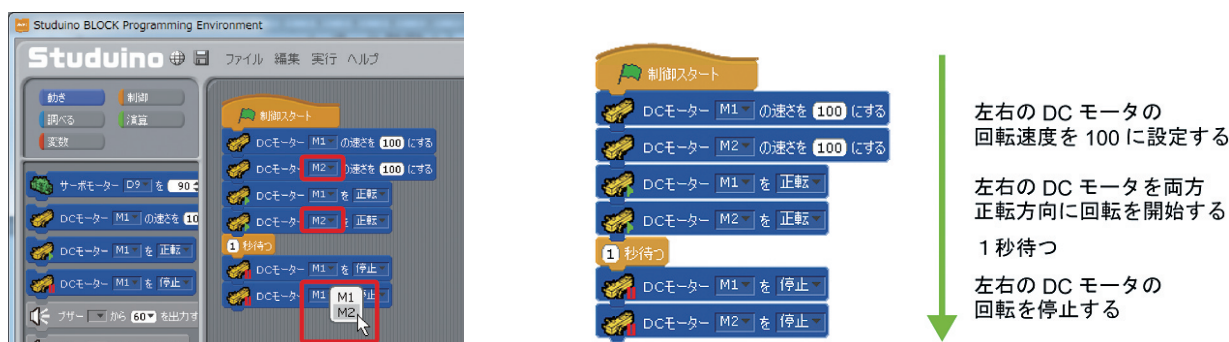 Studuino BLOCK Programming Environment
Studuino ファイル 編集 実行 ヘルプ
動き 制御
調べる 演算
変数
サーボモーター D9 を 90
DCモーター M1 の速さを 10
DCモーター M1 を 正転
DCモーター M1 を 停止
ブザー から 60 を出力す
制御スタート
DCモーター M1 の速さを 100 にする
DCモーター M2 の速さを 100 にする
DCモーター M1 を 正転
DCモーター M2 を 正転
1 秒待つ
DCモーター M1 を 停止
DCモーター M1 停止
M1
M2
制御スタート
DCモーター M1 の速さを 100 にする
DCモーター M2 の速さを 100 にする
DCモーター M1 を 正転
DCモーター M2 を 正転
1 秒待つ
DCモーター M1 を 停止
DCモーター M2 を 停止
左右の DC モータの
回転速度を 100 に設定する
左右の DC モータを両方
正転方向に回転を開始する
1 秒待つ
左右の DC モータの
回転を停止する